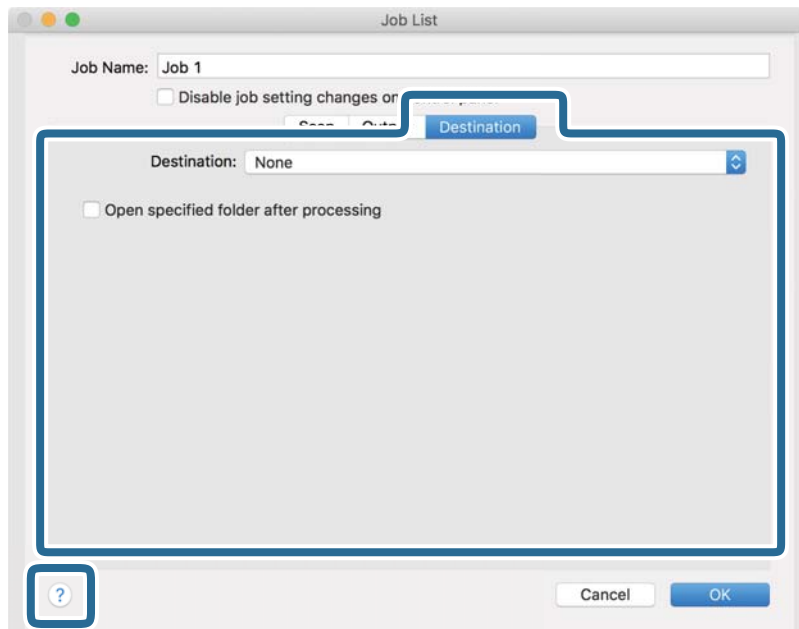 Job List
Job Name: Job 1
Disable job setting changes on
Destination
Destination: None
Open specified folder after processing
? Cancel OK